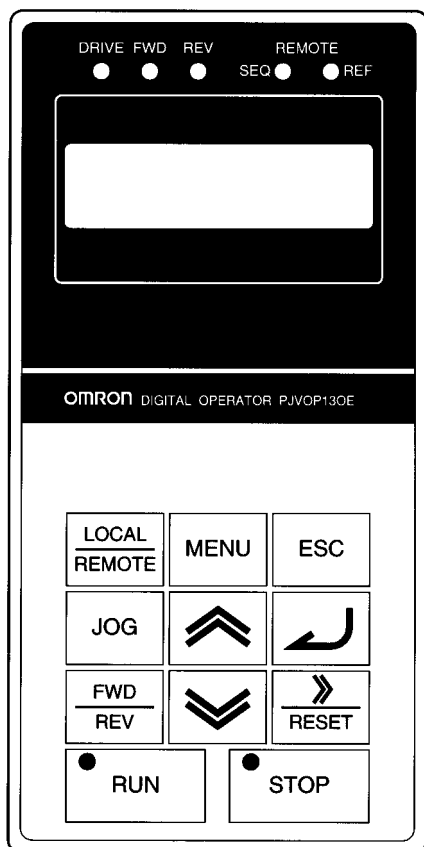 DRIVE FWD REV REMOTE
SEQ REF
OMRON DIGITAL OPERATOR PJVOP130E
LOCAL
REMOTE
MENU
ESC
JOG
FWD
REV
RESET
RUN
STOP